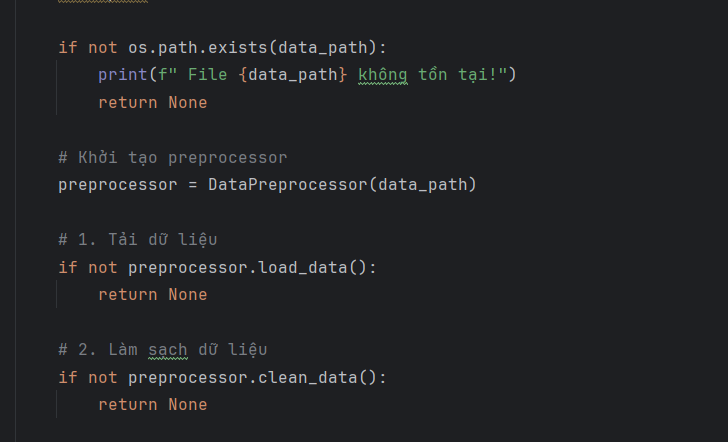 if not os.path.exists(data_path):
print(f" File {data_path} không tồn tại!")
return None
# Khởi tạo preprocessor
preprocessor = DataPreprocessor(data_path)
# 1. Tải dữ liệu
if not preprocessor.load_data():
return None
# 2. Làm sạch dữ liệu
if not preprocessor.clean_data():
return None